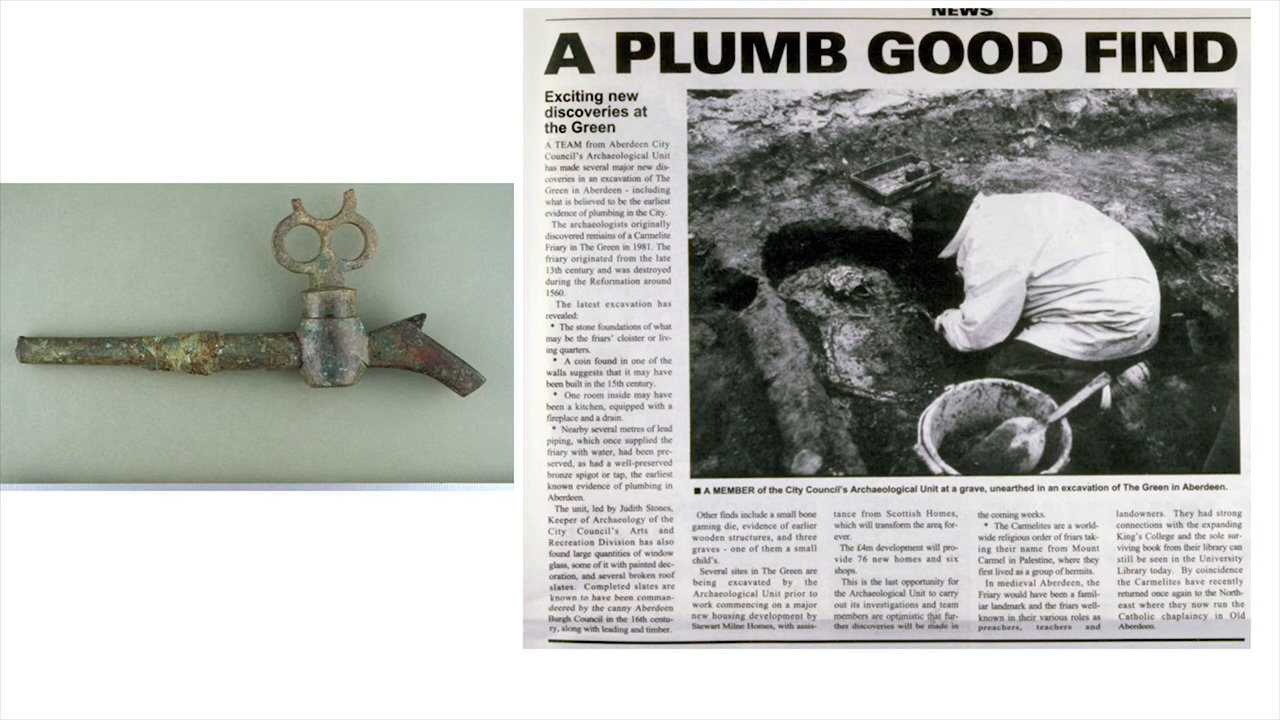 NEWS
A PLUMB GOOD FIND
Exciting new
discoveries at
the Green
A TEAM from Aberdeen City
Council's Archaeological Unit
has made several major new dis-
coveries in an excavation of The
Green in Aberdeen - including
what is believed to be the earliest
evidence of plumbing in the City.
The archaeologists originally
discovered remains of a Carmelite
Friary in The Green in 1981. The
friary originated from the late
13th century and was destroyed
during the Reformation around
1560.
The latest excavation has
revealed:
* The stone foundations of what
may be the friars' cloister or liv-
ing quarters.
* A coin found in one of the
walls suggests that it may have
been built in the 15th century.
* One room inside may have
been a kitchen, equipped with a
fireplace and a drain.
* Nearby several metres of lead
piping, which once supplied the
friary with water, had been pre-
served, as had a well-preserved
bronze spigot or tap, the earliest
known evidence of plumbing in
Aberdeen.
The unit, led by Judith Stones,
Keeper of Archaeology of the
City Council's Arts and
Recreation Division has also
found large quantities of window
glass, some of it with painted dec-
oration, and several broken roof
slates. Completed slates are
known to have been comman-
deered by the canny Aberdeen
Burgh Council in the 16th centu-
ry, along with leading and timber.
■ A MEMBER of the City Council's Archaeological Unit at a grave, unearthed in an excavation of The Green in Aberdeen.
Other finds include a small bone
gaming die, evidence of earlier
wooden structures, and three
graves - one of them a small
child's.
Several sites in The Green are
being excavated by the
Archaeological Unit prior to
work commencing on a major
new housing development by
Stewart Milne Homes, with assis-
tance from Scottish Homes,
which will transform the area for-
ever.
The £4m development will pro-
vide 76 new homes and six
shops.
This is the last opportunity for
the Archaeological Unit to carry
out its investigations and team
members are optimistic that fur-
ther discoveries will be made in
the coming weeks.
* The Carmelites are a world-
wide religious order of friars tak-
ing their name from Mount
Carmel in Palestine, where they
first lived as a group of hermits.
In medieval Aberdeen, the
Friary would have been a famil-
iar landmark and the friars well-
known in their various roles as
preachers, teachers and
landowners. They had strong
connections with the expanding
King's College and the sole sur-
viving book from their library can
still be seen in the University
Library today. By coincidence
the Carmelites have recently
returned once again to the North-
east where they now run the
Catholic chaplaincy in Old
Aberdeen.